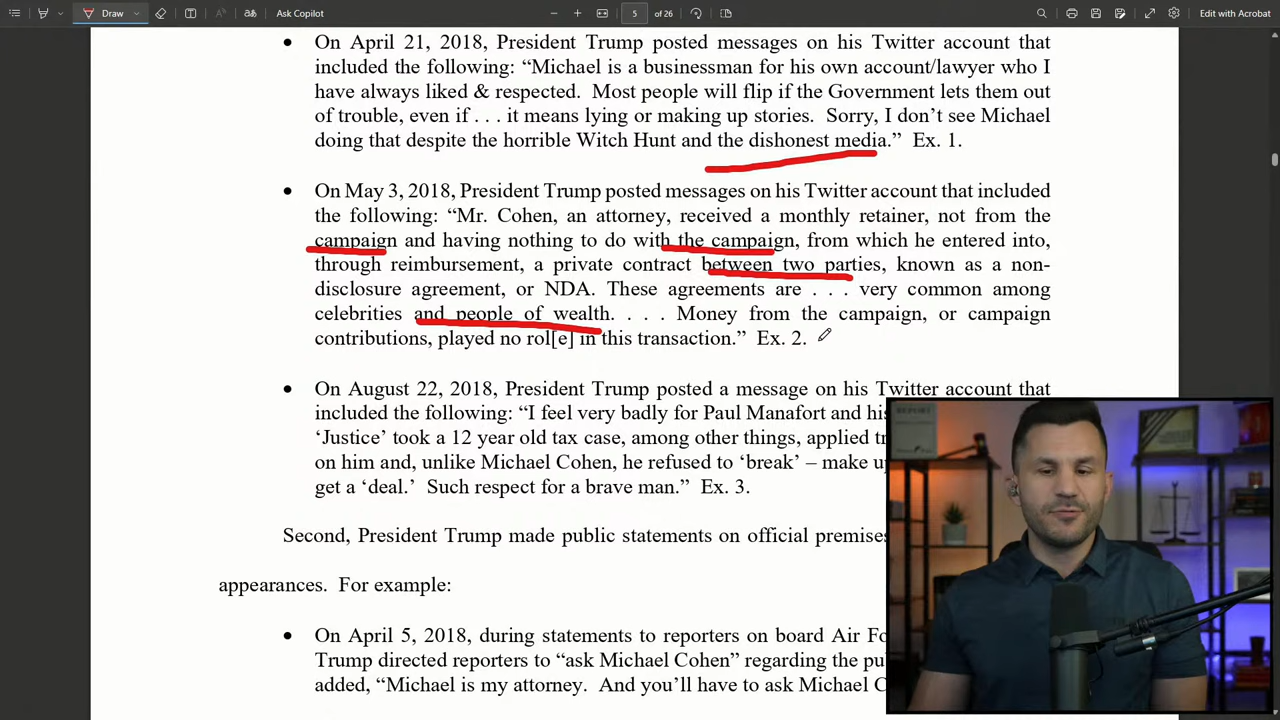 Draw
Ask Copilot
5
of 26
Edit with Acrobat
• On April 21, 2018, President Trump posted messages on his Twitter account that
included the following: “Michael is a businessman for his own account/lawyer who I
have always liked & respected. Most people will flip if the Government lets them out
of trouble, even if . . . it means lying or making up stories. Sorry, I don’t see Michael
doing that despite the horrible Witch Hunt and the dishonest media.” Ex. 1.
• On May 3, 2018, President Trump posted messages on his Twitter account that included
the following: “Mr. Cohen, an attorney, received a monthly retainer, not from the
campaign and having nothing to do with the campaign, from which he entered into,
through reimbursement, a private contract between two parties, known as a non-
disclosure agreement, or NDA. These agreements are . . . very common among
celebrities and people of wealth. . . . Money from the campaign, or campaign
contributions, played no rol[e] in this transaction.” Ex. 2.
• On August 22, 2018, President Trump posted a message on his Twitter account that
included the following: “I feel very badly for Paul Manafort and his
‘Justice’ took a 12 year old tax case, among other things, applied
on him and, unlike Michael Cohen, he refused to ‘break’ – make up
get a ‘deal.’ Such respect for a brave man.” Ex. 3.
Second, President Trump made public statements on official premises
appearances. For example:
• On April 5, 2018, during statements to reporters on board Air
Trump directed reporters to “ask Michael Cohen” regarding the
added, “Michael is my attorney. And you’ll have to ask Michael